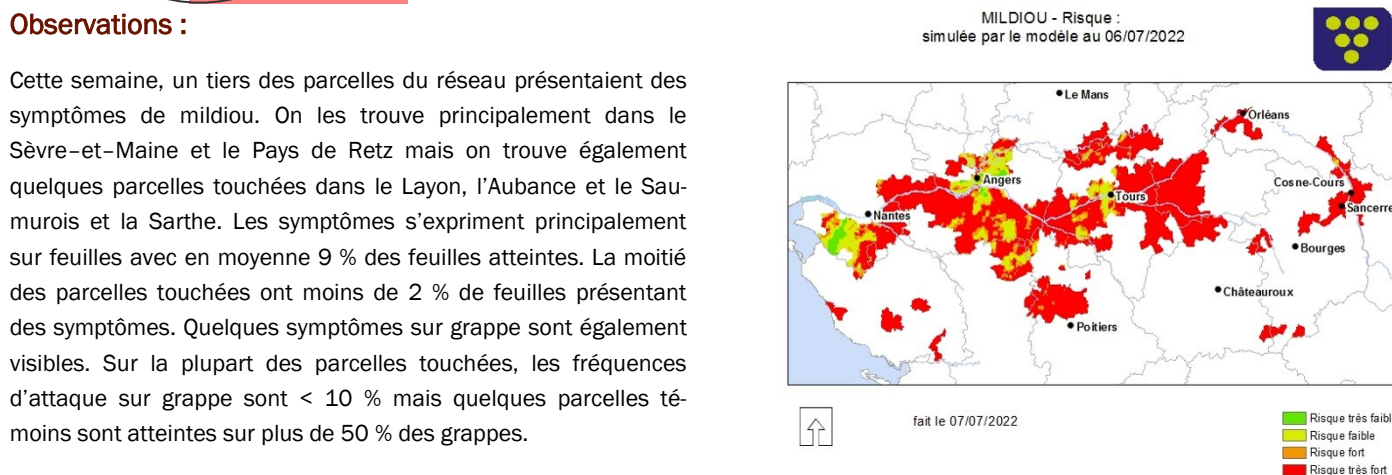 Observations :
Cette semaine, un tiers des parcelles du réseau présentaient des
symptômes de mildiou. On les trouve principalement dans le
Sèvre–et–Maine et le Pays de Retz mais on trouve également
quelques parcelles touchées dans le Layon, l'Aubance et le Sau-
murois et la Sarthe. Les symptômes s'expriment principalement
sur feuilles avec en moyenne 9 % des feuilles atteintes. La moitié
des parcelles touchées ont moins de 2 % de feuilles présentant
des symptômes. Quelques symptômes sur grappe sont également
visibles. Sur la plupart des parcelles touchées, les fréquences
d'attaque sur grappe sont < 10 % mais quelques parcelles té-
moins sont atteintes sur plus de 50 % des grappes.
MILDIOU - Risque :
simulée par le modèle au 06/07/2022
Le Mans
Orléans
Angers
Cosne-Cours
Tours
Sancerre
Nantes
Bourges
Châteauroux
Poitiers
fait le 07/07/2022
Risque très faible
Risque faible
Risque fort
Risque très fort